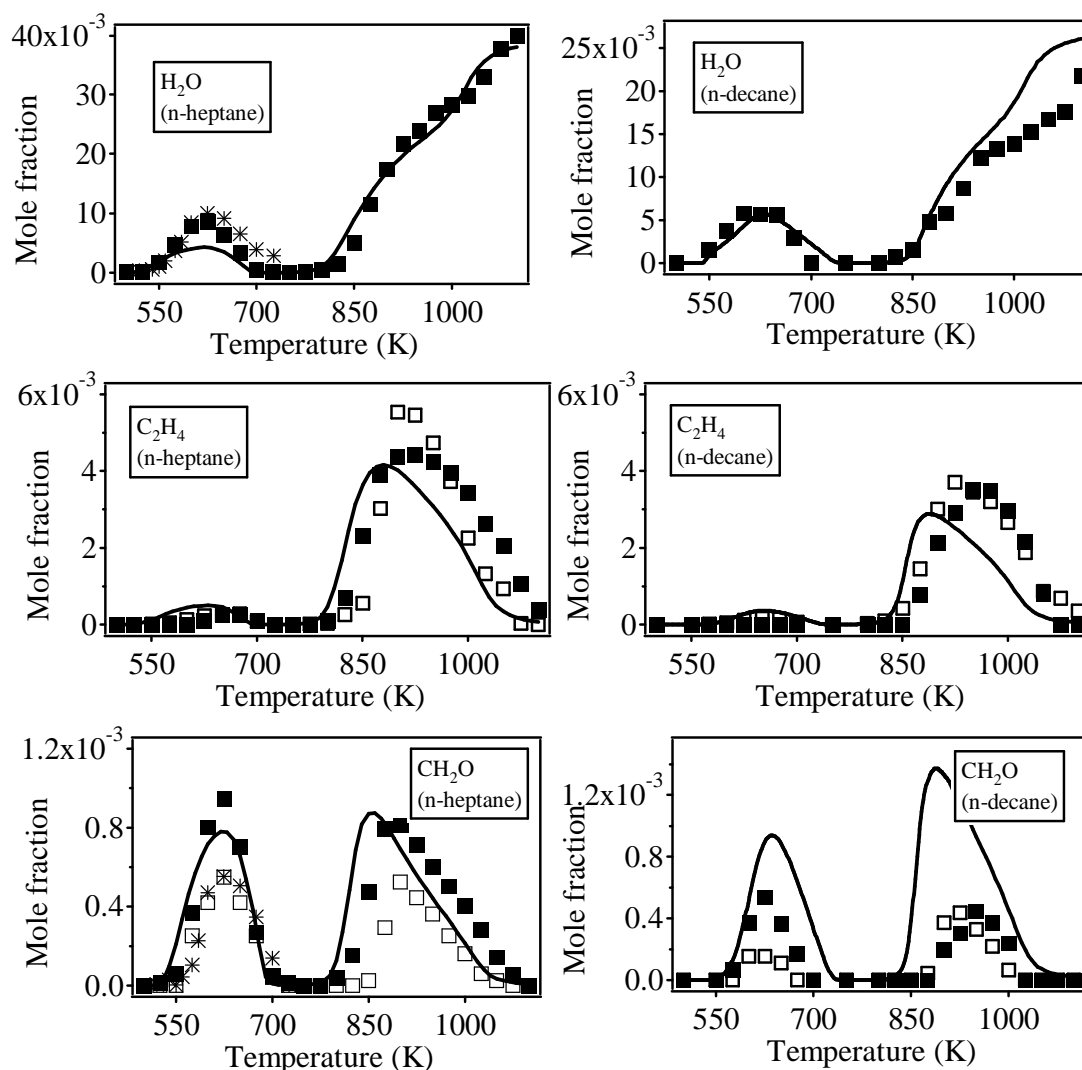 40x10-3
30
20
10
0
Mole fraction
H2O
(n-heptane)
550 700 850 1000
Temperature (K)
25x10-3
20
15
10
5
0
Mole fraction
H2O
(n-decane)
550 700 850 1000
Temperature (K)
6x10-3
4
2
0
Mole fraction
C2H4
(n-heptane)
550 700 850 1000
Temperature (K)
6x10-3
4
2
0
Mole fraction
C2H4
(n-decane)
550 700 850 1000
Temperature (K)
1.2x10-3
0.8
0.4
0.0
Mole fraction
CH2O
(n-heptane)
550 700 850 1000
Temperature (K)
1.2x10-3
0.8
0.4
0.0
Mole fraction
CH2O
(n-decane)
550 700 850 1000
Temperature (K)